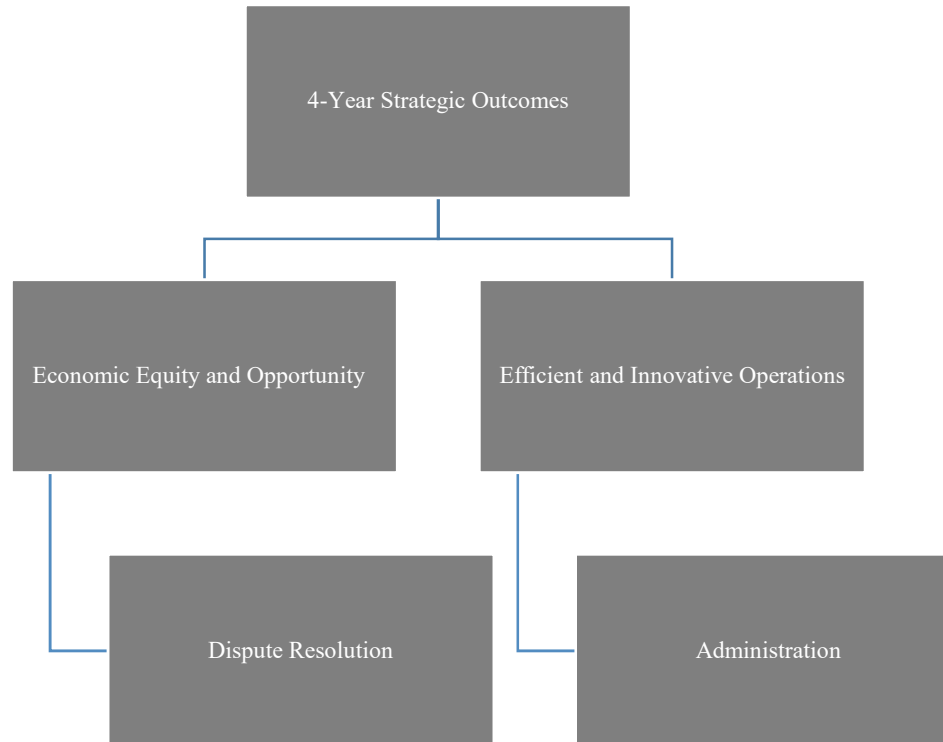 4-Year Strategic Outcomes
Economic Equity and Opportunity
Efficient and Innovative Operations
Dispute Resolution
Administration